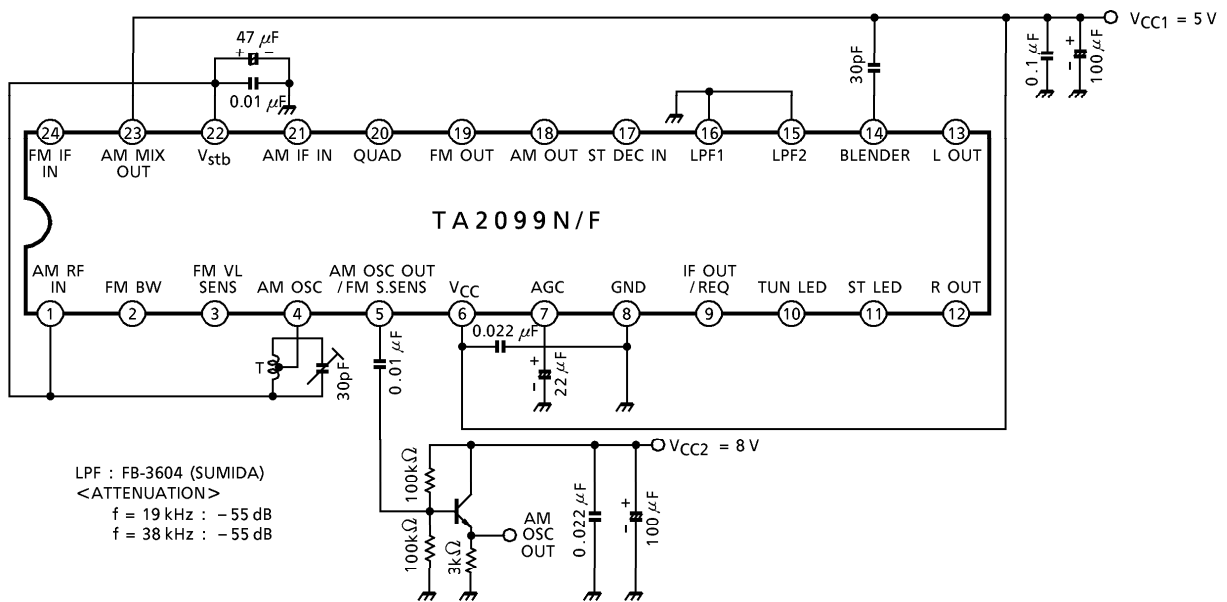 VCC1 = 5 V
47 μF
+ −
0.01 μF
30pF
0.1 μF
+
-
100 μF
24 23 22 21 20 19 18 17 16 15 14 13
FM IF IN
AM MIX OUT
Vstb
AM IF IN
QUAD
FM OUT
AM OUT
ST DEC IN
LPF1
LPF2
BLENDER
L OUT
TA2099N/F
AM RF IN
FM BW
FM VL SENS
AM OSC
AM OSC OUT /FM S.SENS
VCC
AGC
GND
IF OUT /REQ
TUN LED
ST LED
R OUT
1 2 3 4 5 6 7 8 9 10 11 12
T
30pF
0.01 μF
0.022 μF
+
-
22 μF
VCC2 = 8 V
LPF : FB-3604 (SUMIDA)
<ATTENUATION>
f = 19 kHz : −55 dB
f = 38 kHz : −55 dB
100kΩ
100kΩ
3kΩ
AM
OSC
OUT
0.022 μF
+
-
100 μF